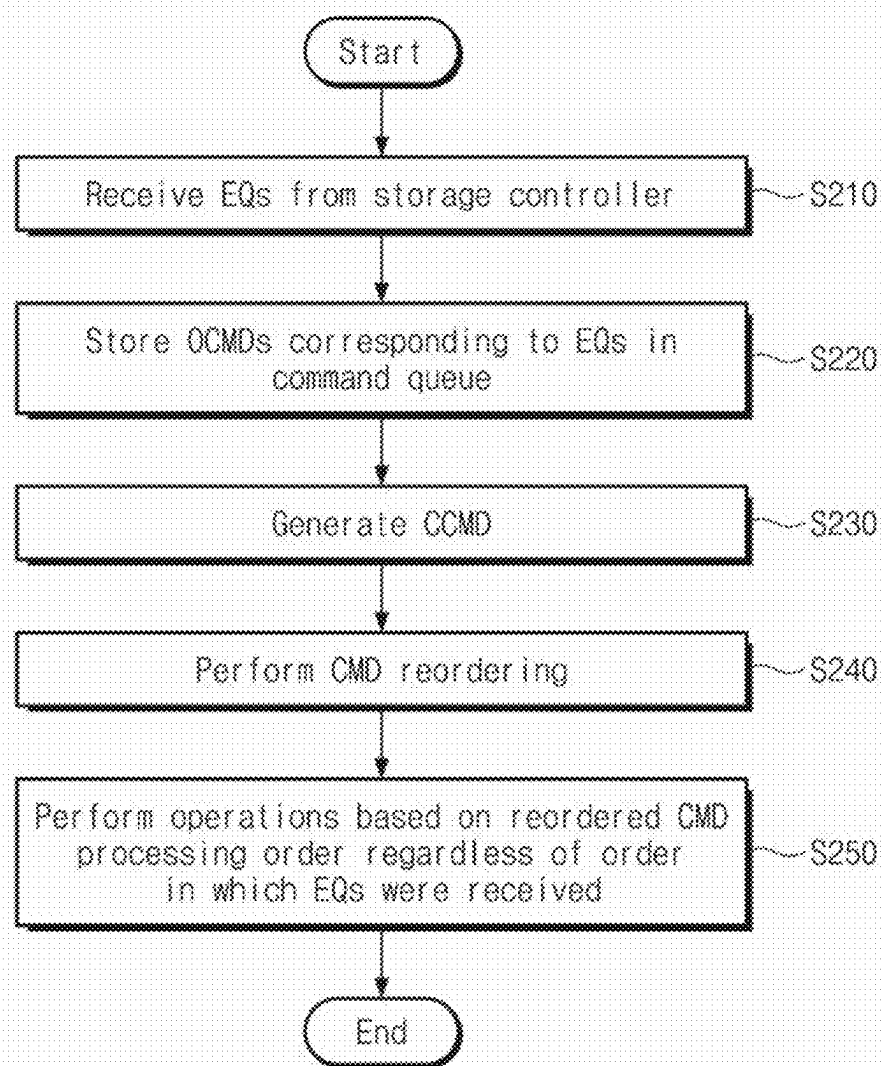 Start
Receive EQs from storage controller
S210
Store OCMDs corresponding to EQs in
command queue
S220
Generate CCMD
S230
Perform CMD reordering
S240
Perform operations based on reordered CMD
processing order regardless of order
in which EQs were received
S250
End